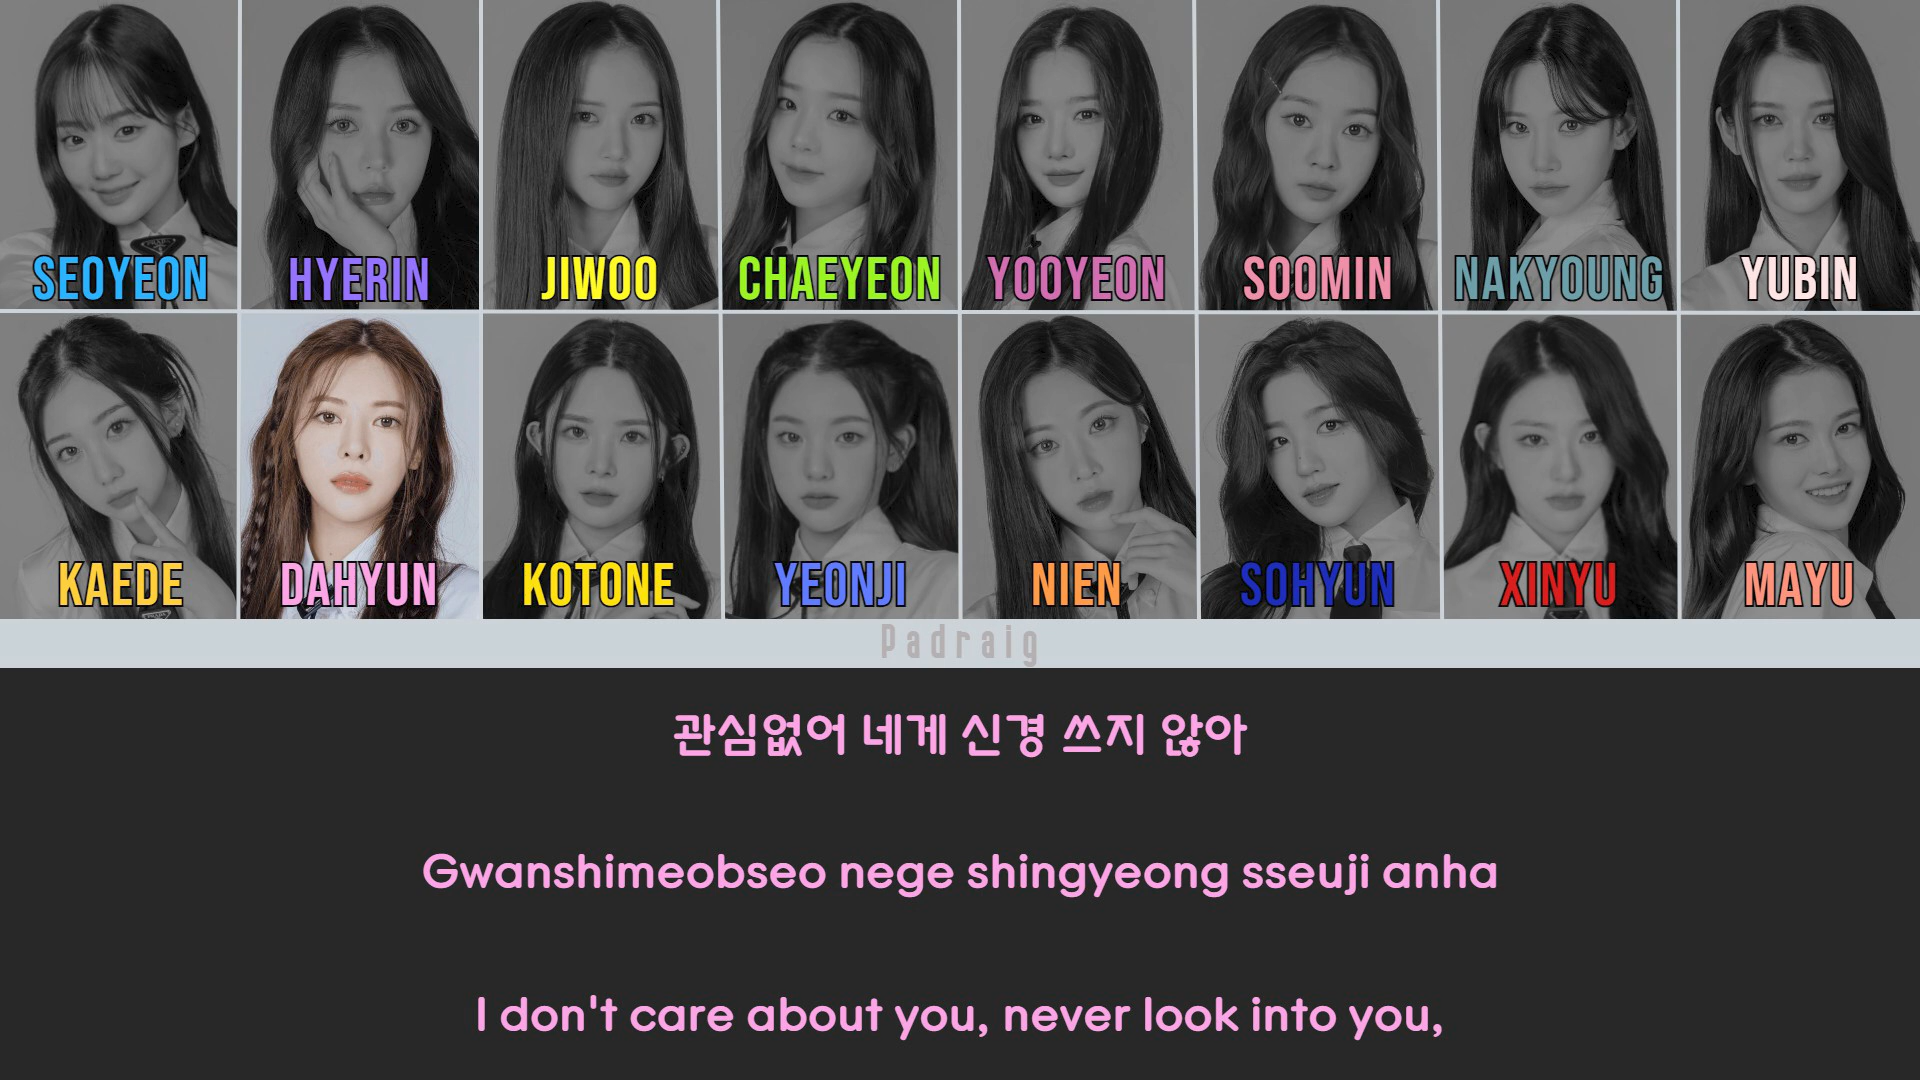 SEOYEON HYERIN JIWOO CHAEYEON YOOYEON SOOMIN NAKYOUNG YUBIN
KAEDE DAHYUN KOTONE YEONJI NIEN SOHYUN XINYU MAYU
Padraig
관심없어 네게 신경 쓰지 않아
Gwanshimeobseo nege shingyeong sseuji anha
I don't care about you, never look into you,